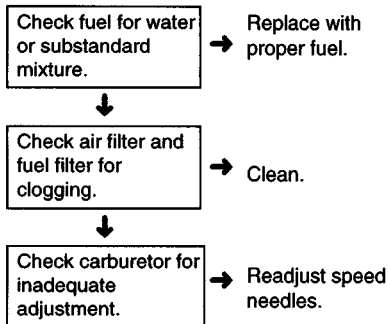 Check fuel for water
or substandard
mixture.
Replace with
proper fuel.
Check air filter and
fuel filter for
clogging.
Clean.
Check carburetor for
inadequate
adjustment.
Readjust speed
needles.